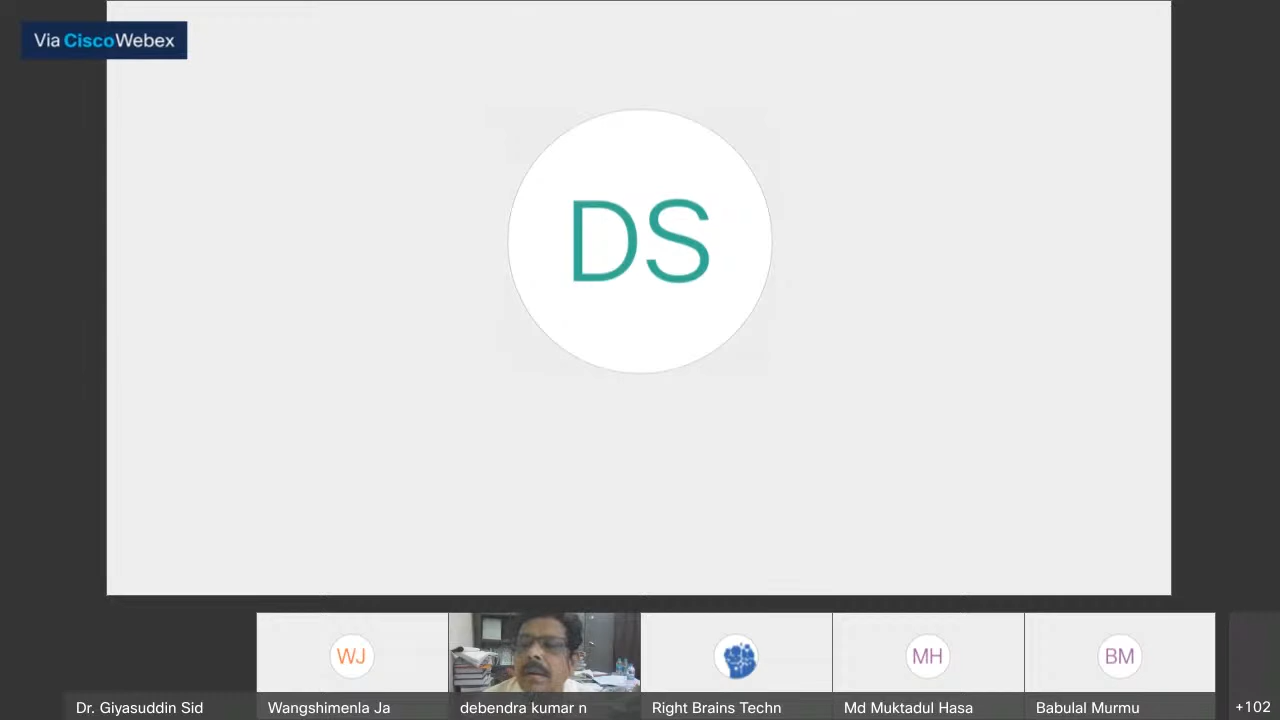 Via CiscoWebex
DS
WJ
MH
BM
Dr. Giyasuddin Sid
Wangshimenla Ja
debendra kumar n
Right Brains Techn
Md Muktadul Hasa
Babulal Murmu
+102